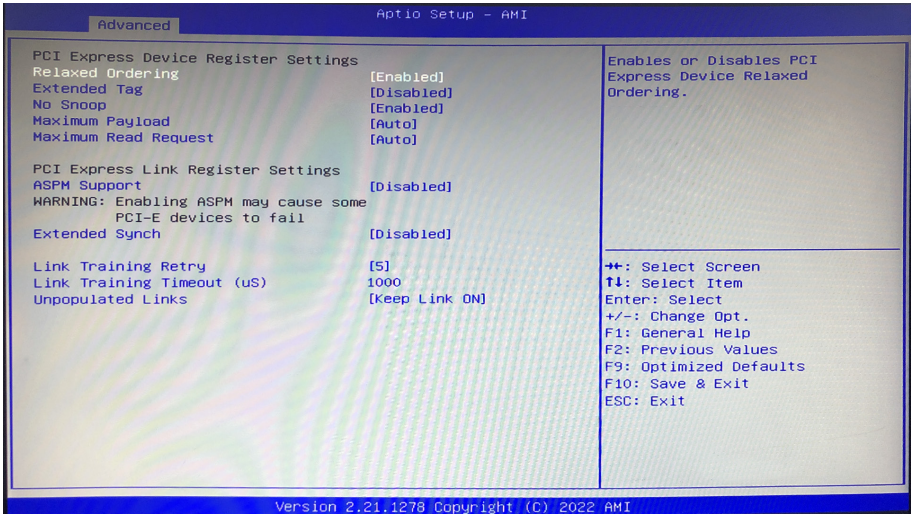 Aptio Setup – AMI
Advanced
PCI Express Device Register Settings
Relaxed Ordering [Enabled]
Extended Tag [Disabled]
No Snoop [Enabled]
Maximum Payload [Auto]
Maximum Read Request [Auto]
PCI Express Link Register Settings
ASPM Support [Disabled]
WARNING: Enabling ASPM may cause some
PCI-E devices to fail
Extended Synch [Disabled]
Link Training Retry [5]
Link Training Timeout (uS) 1000
Unpopulated Links [Keep Link ON]
Enables or Disables PCI
Express Device Relaxed
Ordering.
→←: Select Screen
↑↓: Select Item
Enter: Select
+/-: Change Opt.
F1: General Help
F2: Previous Values
F9: Optimized Defaults
F10: Save & Exit
ESC: Exit
Version 2.21.1278 Copyright (C) 2022 AMI